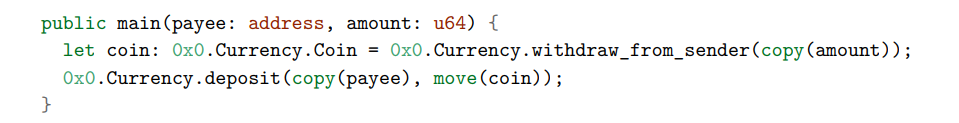 public main(payee: address, amount: u64) {
let coin: 0x0.Currency.Coin = 0x0.Currency.withdraw_from_sender(copy(amount));
0x0.Currency.deposit(copy(payee), move(coin));
}